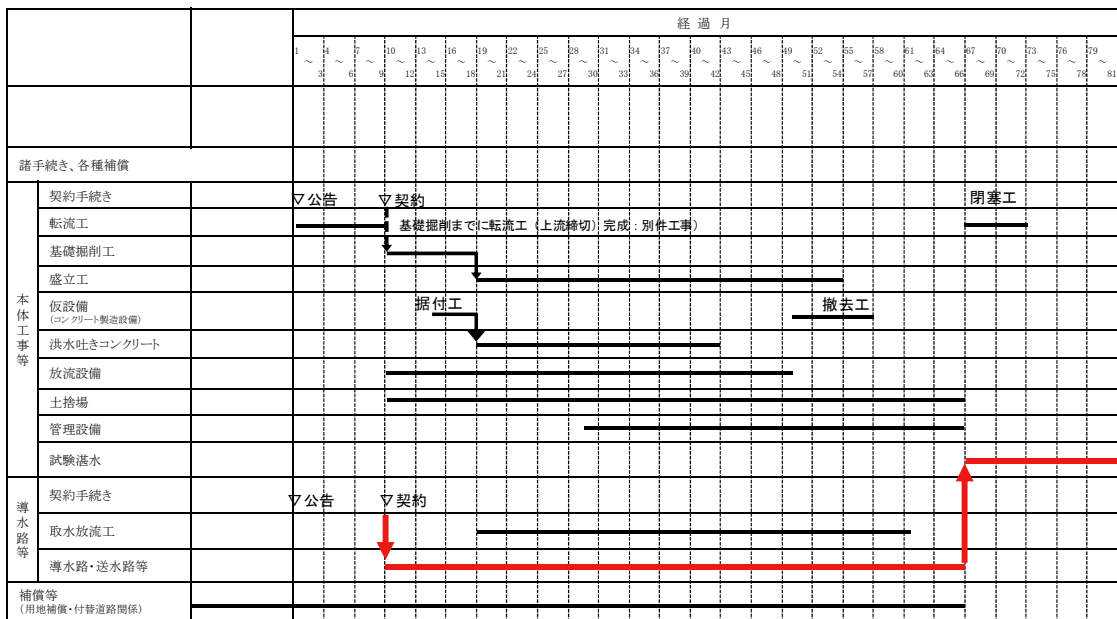 経過月
1 4 7 10 13 16 19 22 25 28 31 34 37 40 43 46 49 52 55 58 61 64 67 70 73 76 79
～ ～ ～ ～ ～ ～ ～ ～ ～ ～ ～ ～ ～ ～ ～ ～ ～ ～ ～ ～ ～ ～ ～ ～ ～ ～ ～
3 6 9 12 15 18 21 24 27 30 33 36 39 42 45 48 51 54 57 60 63 66 69 72 75 78 81
諸手続き、各種補償
本体工事等
契約手続き ▽公告 ▽契約 閉塞工
転流工 基礎掘削までに転流工(上流締切)完成:別件工事)
基礎掘削工
盛立工
仮設備 据付工 撤去工
(コンクリート製造設備)
洪水吐きコンクリート
放流設備
土捨場
管理設備
試験湛水
導水路等
契約手続き ▽公告 ▽契約
取水放流工
導水路・送水路等
補償等
(用地補償・付替道路関係)